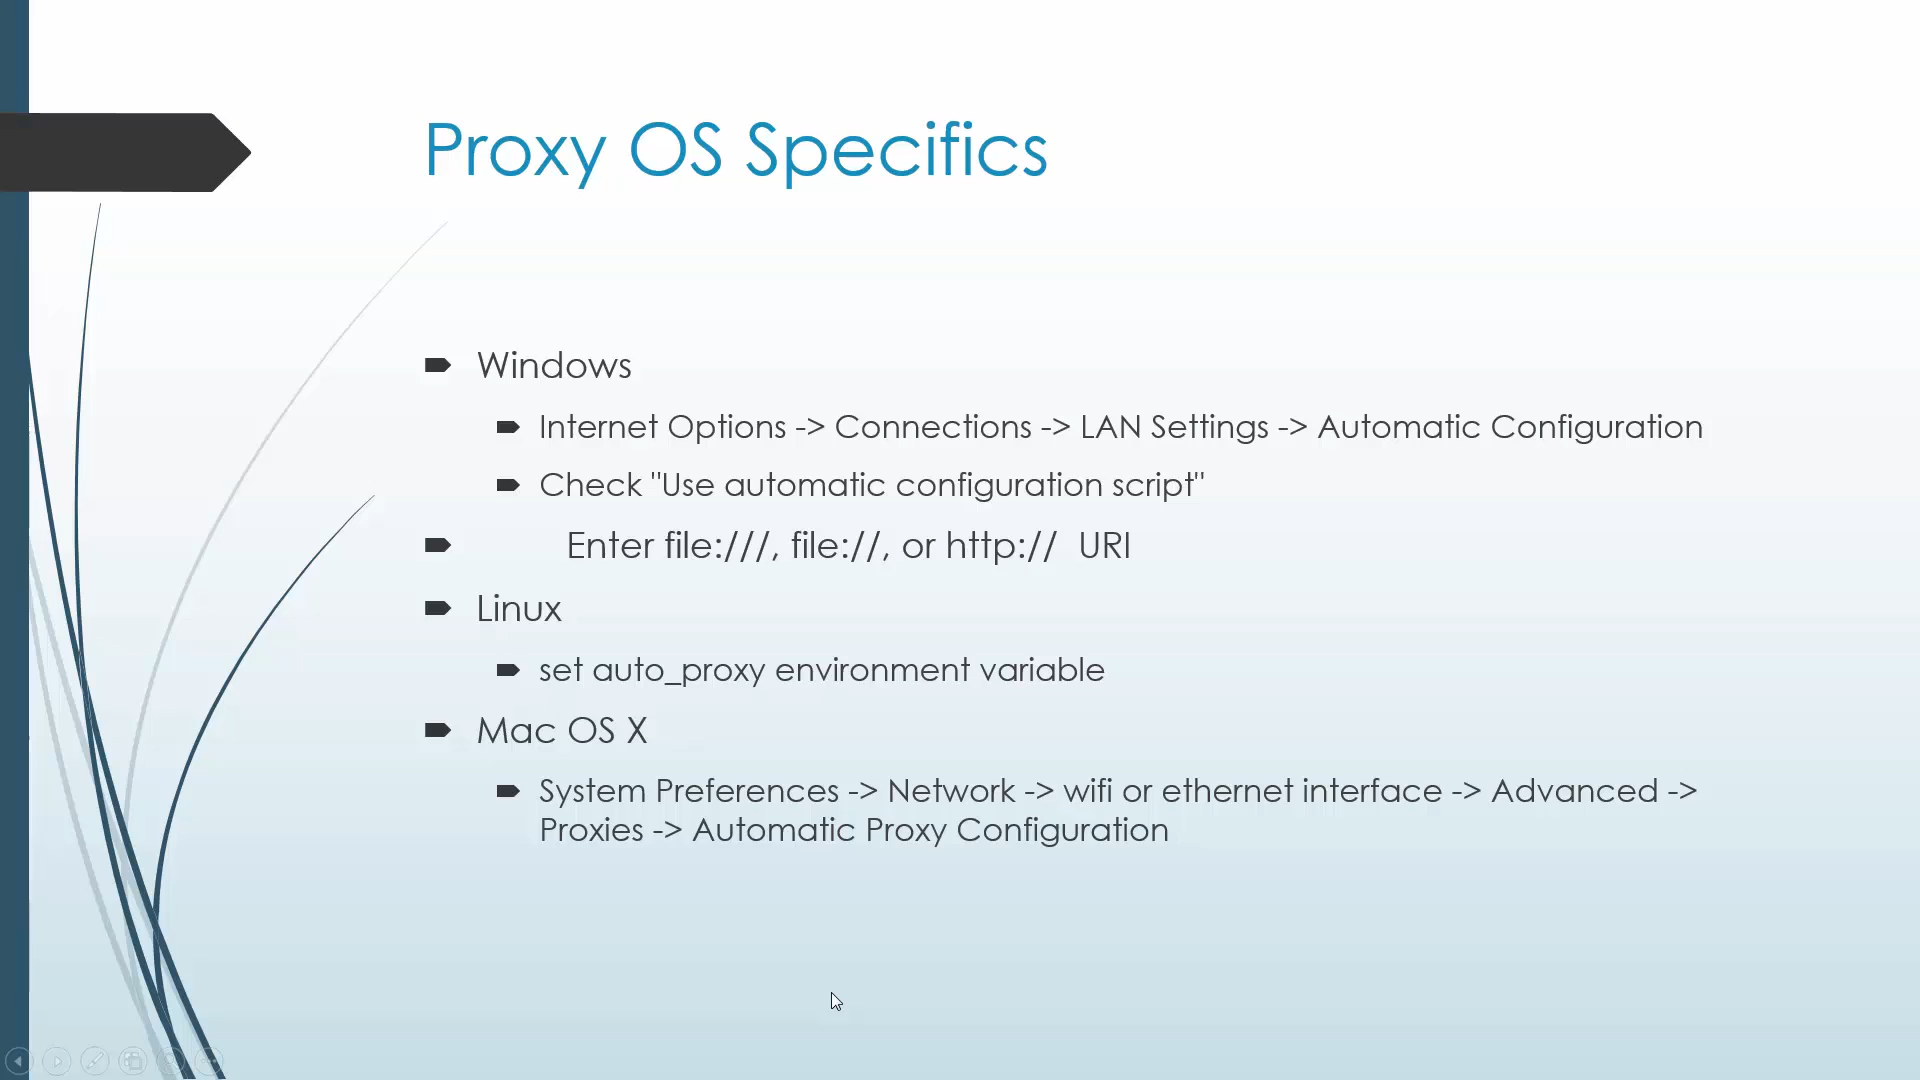 Proxy OS Specifics
Windows
Internet Options -> Connections -> LAN Settings -> Automatic Configuration
Check "Use automatic configuration script"
Enter file:///, file://, or http://  URI
Linux
set auto_proxy environment variable
Mac OS X
System Preferences -> Network -> wifi or ethernet interface -> Advanced ->
Proxies -> Automatic Proxy Configuration